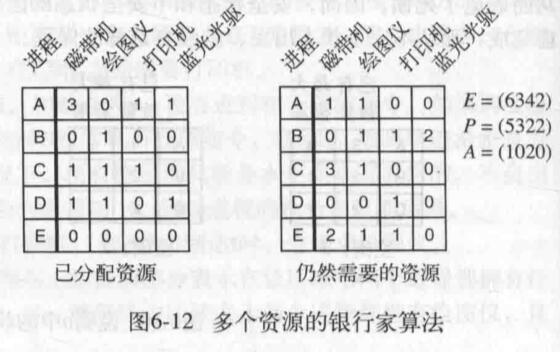 进程 磁带机 绘图仪 打印机 蓝光光驱
A 3 0 1 1
B 0 1 0 0
C 1 1 1 0
D 1 1 0 1
E 0 0 0 0
已分配资源
进程 磁带机 绘图仪 打印机 蓝光光驱
A 1 1 0 0
B 0 1 1 2
C 3 1 0 0
D 0 0 1 0
E 2 1 1 0
仍然需要的资源
E = (6342)
P = (5322)
A = (1020)
图6-12 多个资源的银行家算法